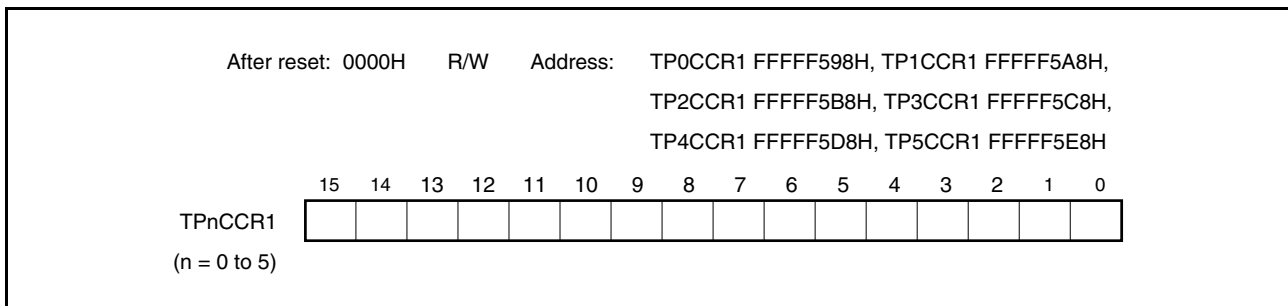 After reset: 0000H R/W Address: TP0CCR1 FFFFF598H, TP1CCR1 FFFFF5A8H,
TP2CCR1 FFFFF5B8H, TP3CCR1 FFFFF5C8H,
TP4CCR1 FFFFF5D8H, TP5CCR1 FFFFF5E8H
15 14 13 12 11 10 9 8 7 6 5 4 3 2 1 0
TPnCCR1
(n = 0 to 5)